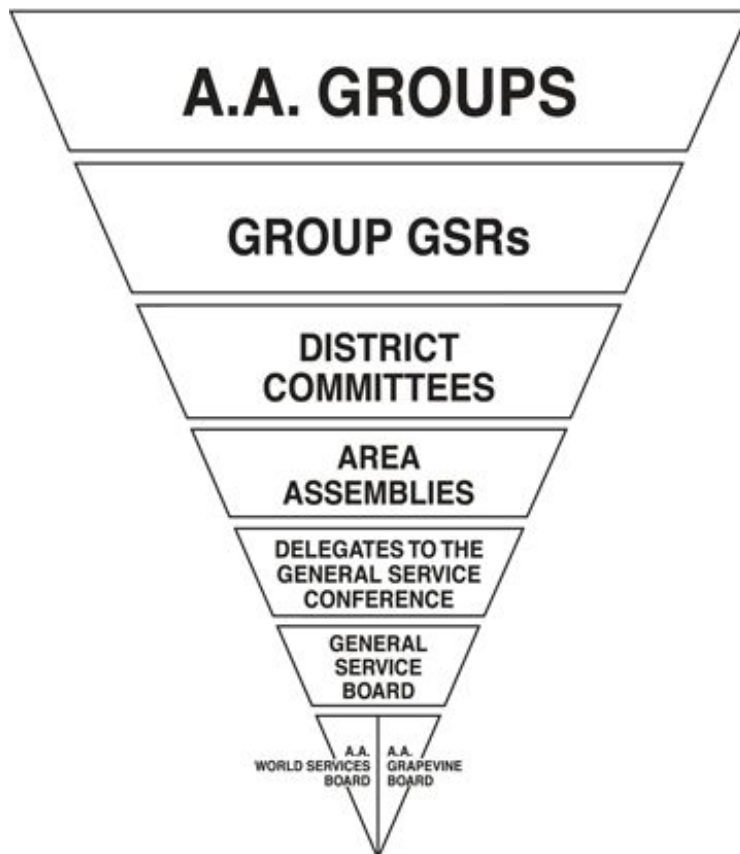 A.A. GROUPS
GROUP GSRs
DISTRICT
COMMITTEES
AREA
ASSEMBLIES
DELEGATES TO THE
GENERAL SERVICE
CONFERENCE
GENERAL
SERVICE
BOARD
A.A.
WORLD SERVICES
BOARD
A.A.
GRAPEVINE
BOARD